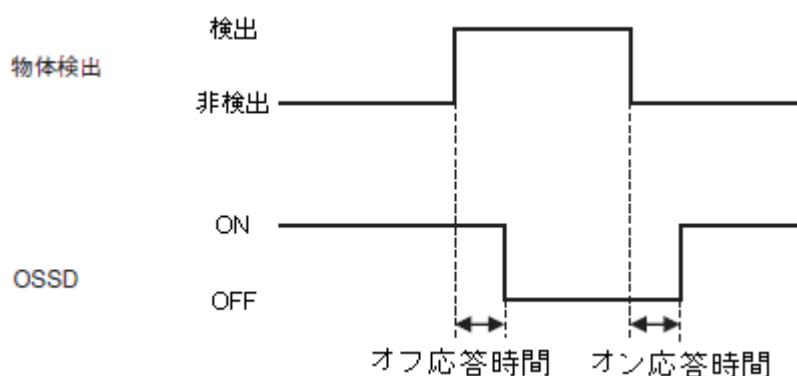 検出
物体検出
非検出
ON
OSSD
OFF
オフ応答時間
オン応答時間